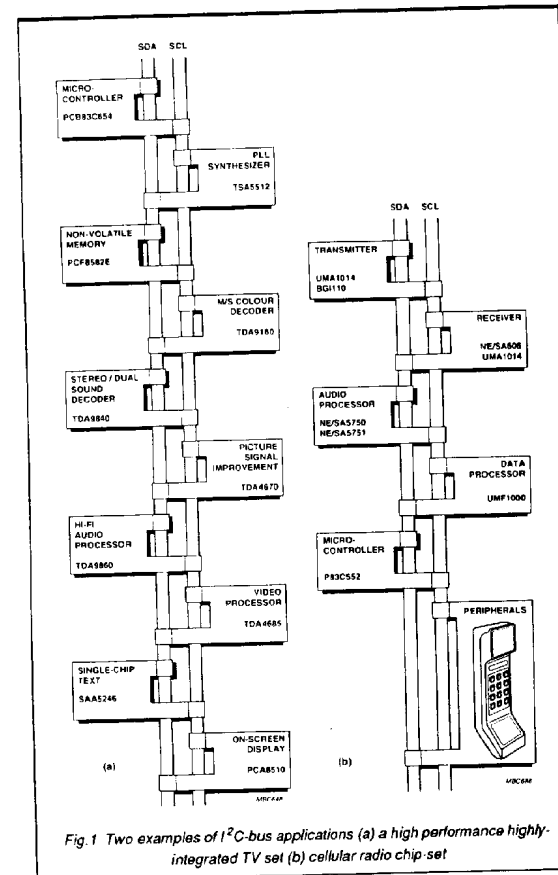 SDA SCL
MICRO-
CONTROLLER
PCB83C654
PLL
SYNTHESIZER
TSA5512
NON-VOLATILE
MEMORY
PCF8582E
M/S COLOUR
DECODER
TDA9160
STEREO / DUAL
SOUND
DECODER
TDA9840
PICTURE
SIGNAL
IMPROVEMENT
TDA4670
HI-FI
AUDIO
PROCESSOR
TDA9860
VIDEO
PROCESSOR
TDA4685
SINGLE-CHIP
TEXT
SAA5246
ON-SCREEN
DISPLAY
PCA8510
(a)
SDA SCL
TRANSMITTER
UMA1014
BGI110
RECEIVER
NE/SA606
UMA1014
AUDIO
PROCESSOR
NE/SA5750
NE/SA5751
DATA
PROCESSOR
UMF1000
MICRO-
CONTROLLER
P83C552
PERIPHERALS
(b)
Fig.1 Two examples of I²C-bus applications (a) a high performance highly-
integrated TV set (b) cellular radio chip-set